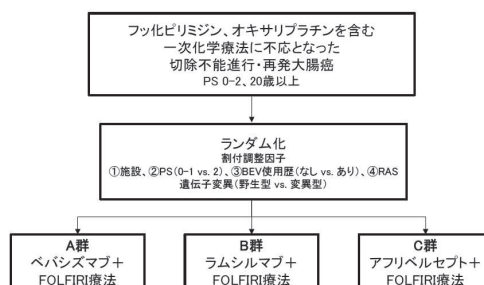 フッ化ピリミジン、オキサリプラチンを含む
一次化学療法に不応となった
切除不能進行・再発大腸癌
PS 0-2、20歳以上
ランダム化
割付調整因子
①施設、②PS(0-1 vs. 2)、③BEV使用歴(なし vs. あり)、④RAS
遺伝子変異(野生型 vs. 変異型)
A群
ベバシズマブ+
FOLFIRI療法
B群
ラムシルマブ+
FOLFIRI療法
C群
アフリベルセプト+
FOLFIRI療法